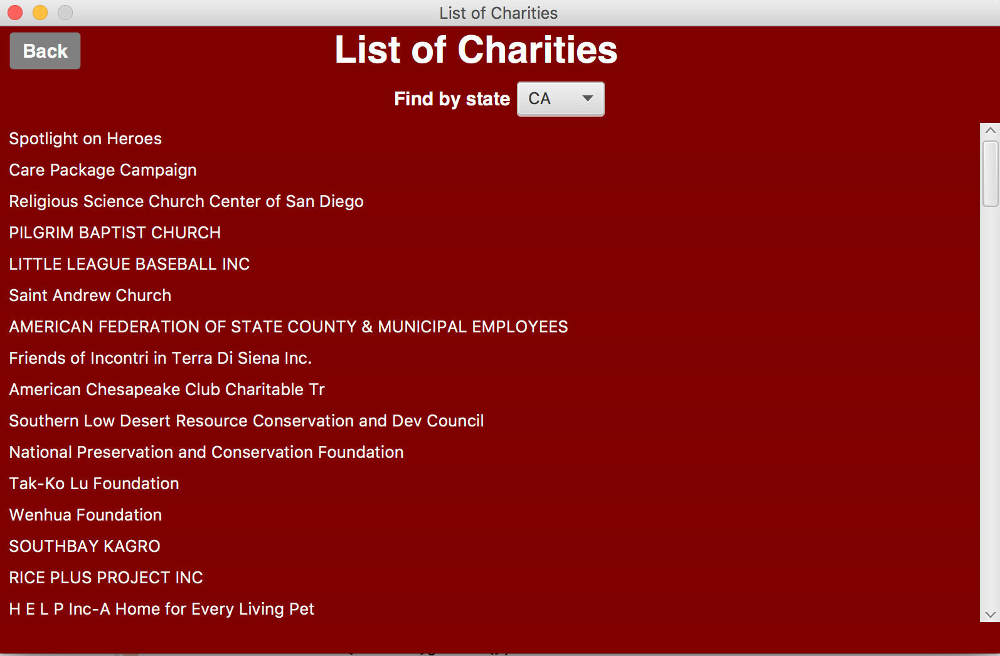 List of Charities
Back
List of Charities
Find by state CA
Spotlight on Heroes
Care Package Campaign
Religious Science Church Center of San Diego
PILGRIM BAPTIST CHURCH
LITTLE LEAGUE BASEBALL INC
Saint Andrew Church
AMERICAN FEDERATION OF STATE COUNTY & MUNICIPAL EMPLOYEES
Friends of Incontri in Terra Di Siena Inc.
American Chesapeake Club Charitable Tr
Southern Low Desert Resource Conservation and Dev Council
National Preservation and Conservation Foundation
Tak-Ko Lu Foundation
Wenhua Foundation
SOUTHBAY KAGRO
RICE PLUS PROJECT INC
H E L P Inc-A Home for Every Living Pet